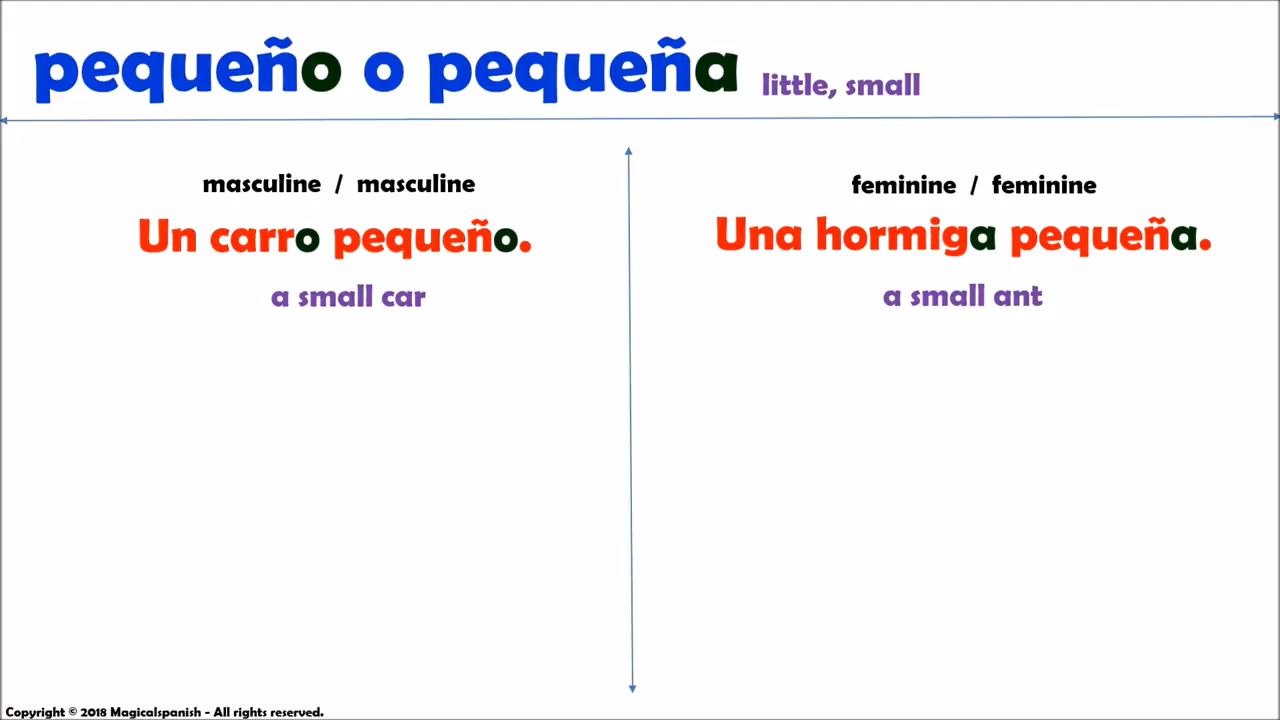 pequeño o pequeña little, small
masculine / masculine
Un carro pequeño.
a small car
feminine / feminine
Una hormiga pequeña.
a small ant
Copyright © 2018 Magicalspanish - All rights reserved.